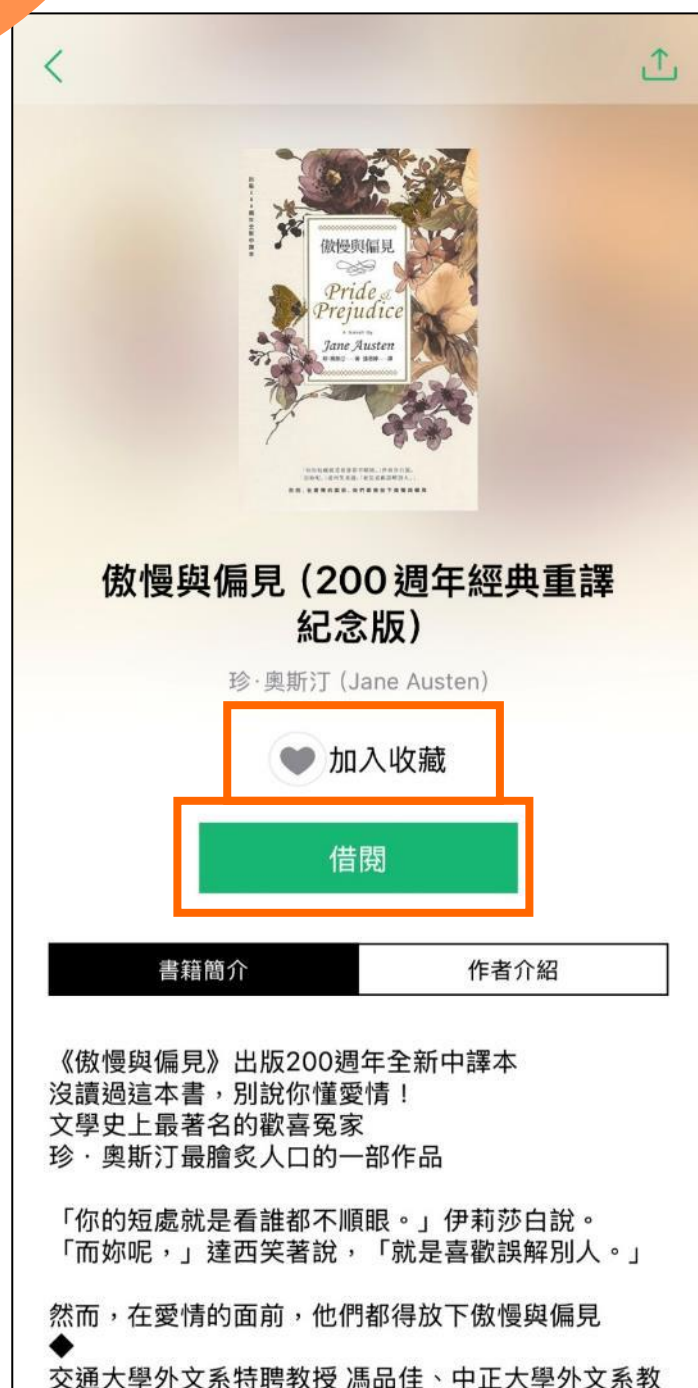 傲慢與偏見
Pride &
Prejudice
Jane Austen
傲慢與偏見（200週年經典重譯
紀念版）
珍·奧斯汀 (Jane Austen)
加入收藏
借閱
書籍簡介
作者介紹
《傲慢與偏見》出版200週年全新中譯本
沒讀過這本書，別說你懂愛情！
文學史上最著名的歡喜冤家
珍．奧斯汀最膾炙人口的一部作品
「你的短處就是看誰都不順眼。」伊莉莎白說。
「而妳呢，」達西笑著說，「就是喜歡誤解別人。」
然而，在愛情的面前，他們都得放下傲慢與偏見
◆
交通大學外文系特聘教授 馮品佳、中正大學外文系教